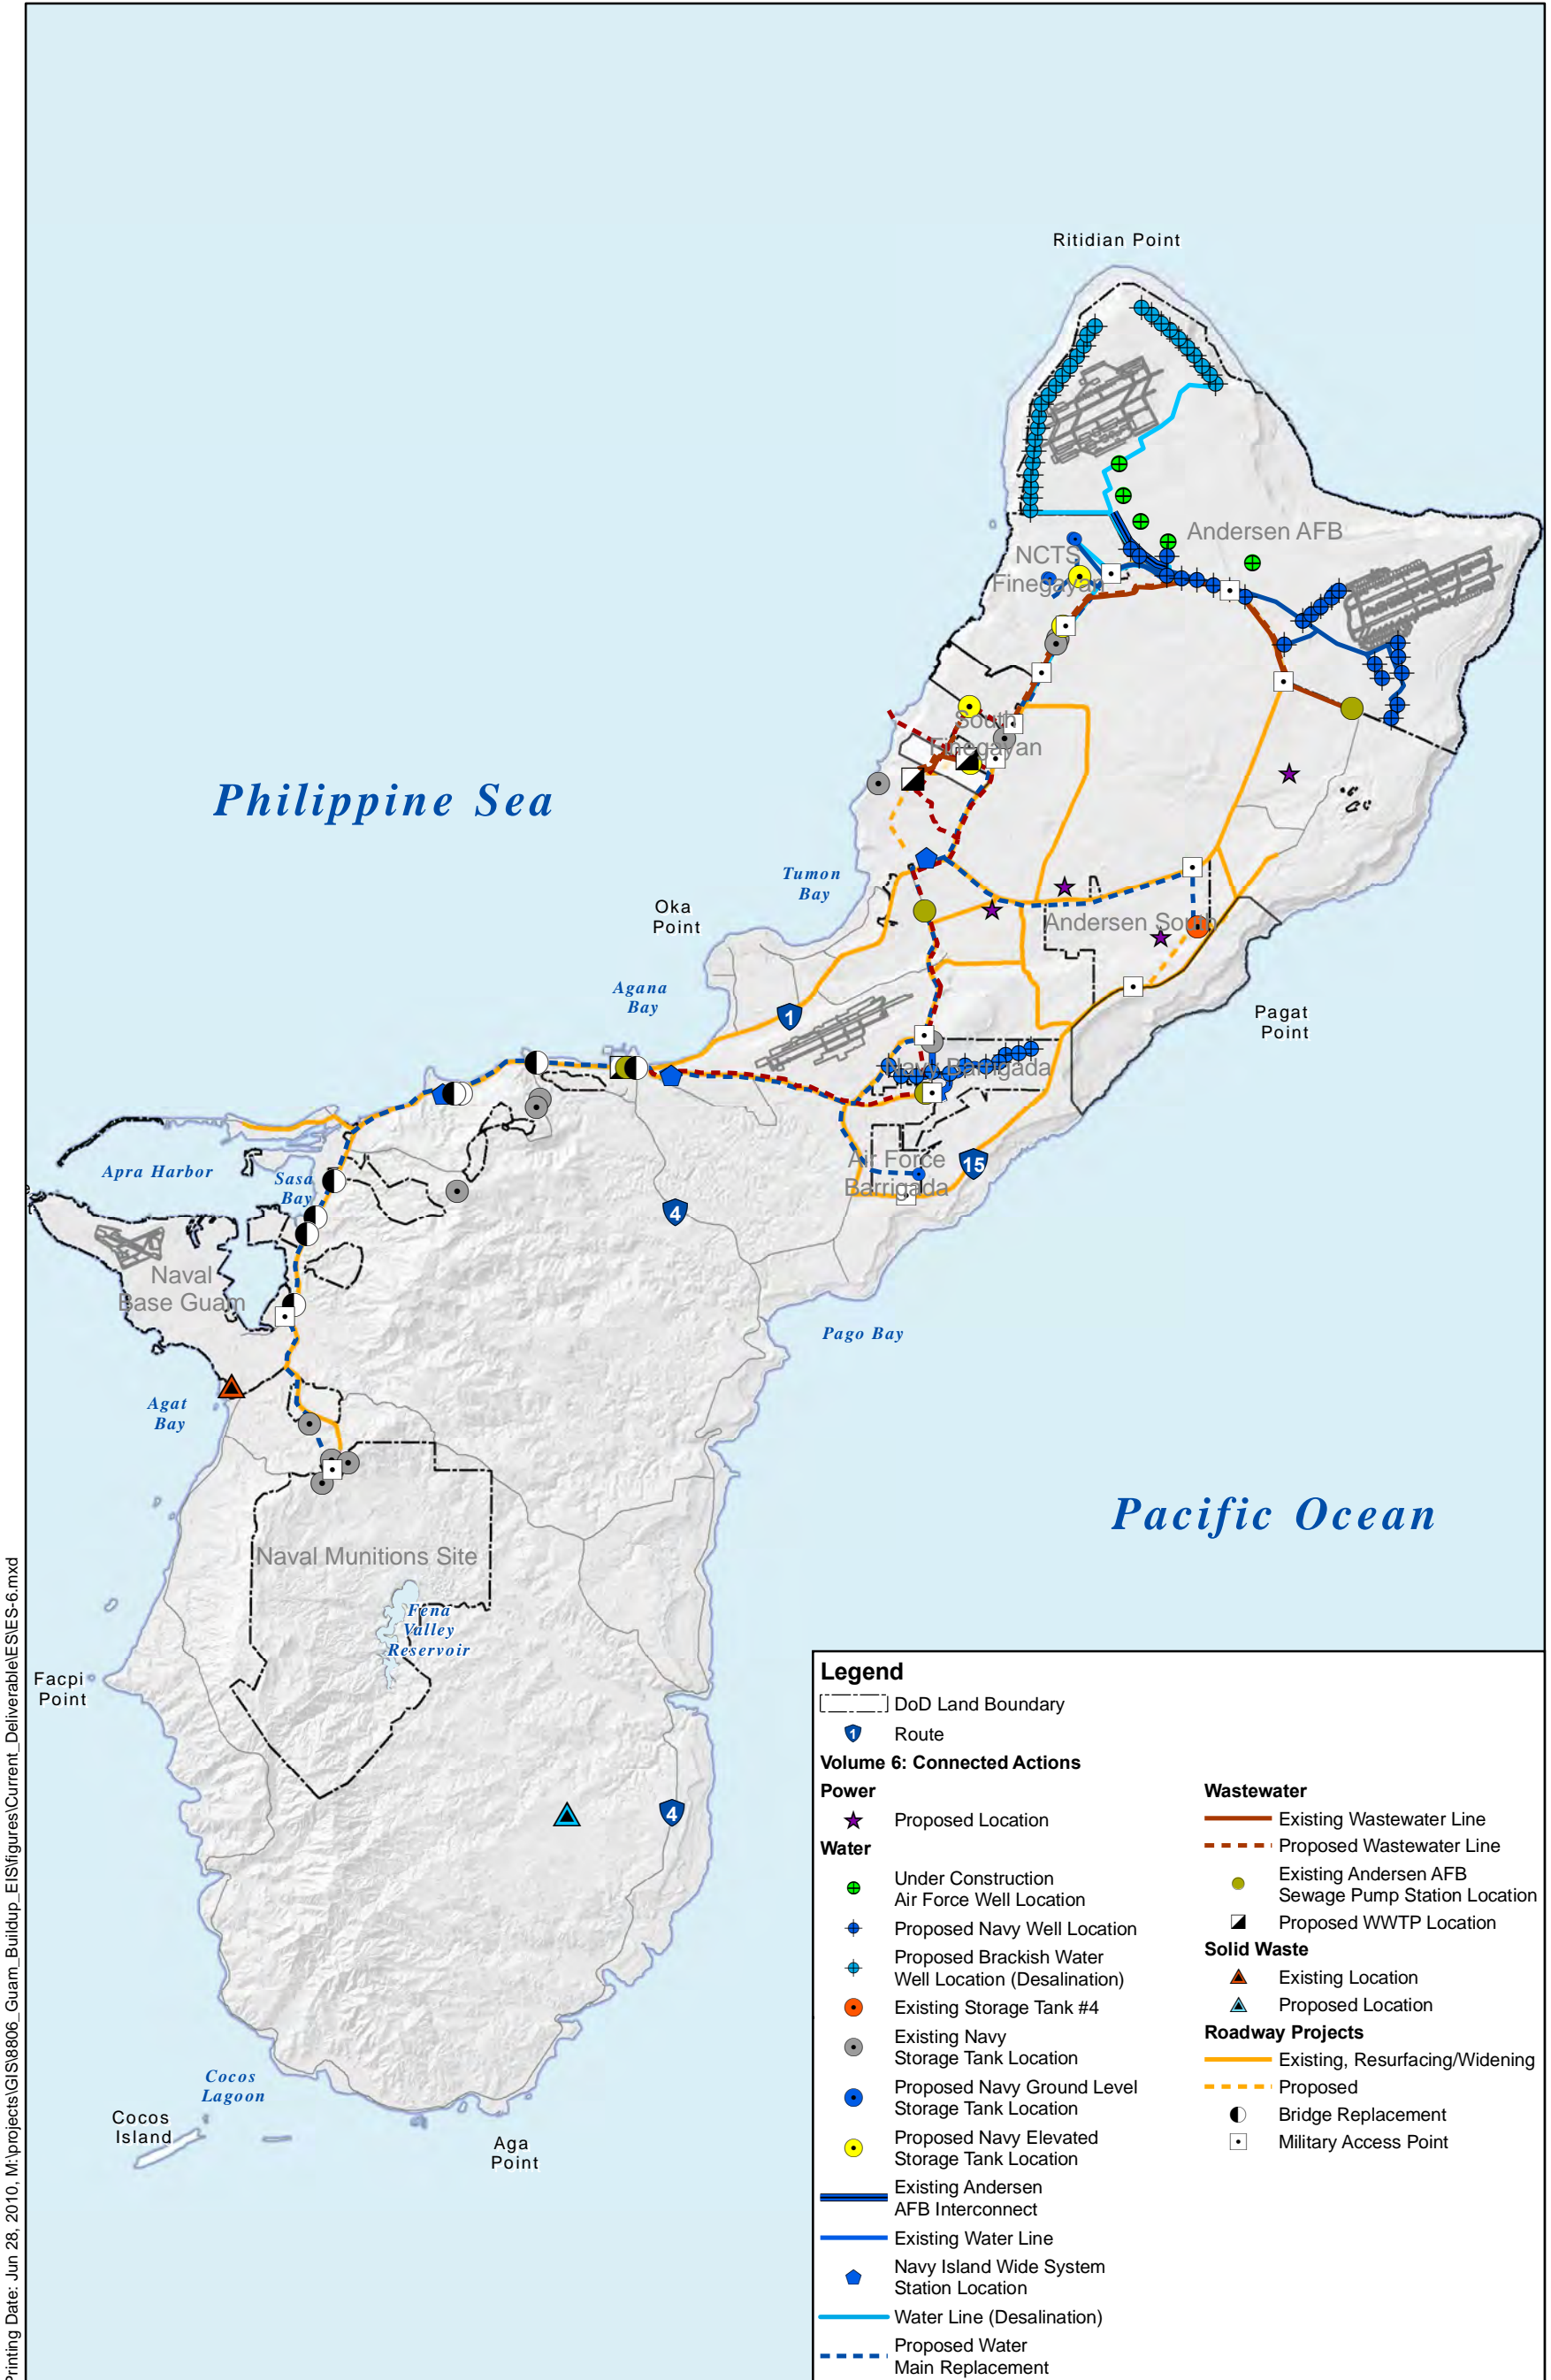 Ritidian Point
Andersen AFB
NCTS
Finegayan
South
Finegayan
Philippine Sea
Tumon
Bay
Oka
Point
Andersen South
Agana
Bay
Pagat
Point
1
Navy Barrigada
Apra Harbor
Sasa
Bay
Air Force
Barrigada
15
4
Naval
Base Guam
Pago Bay
Agat
Bay
Pacific Ocean
Naval Munitions Site
Fena
Valley
Reservoir
Facpi
Point
4
Cocos
Lagoon
Cocos
Island
Aga
Point
Printing Date: Jun 28, 2010, M:\projects\GIS\8806_Guam_Buildup_EIS\figures\Current_Deliverable\ES\ES-6.mxd
Legend
DoD Land Boundary
1 Route
Volume 6: Connected Actions
Power
Proposed Location
Water
Under Construction
Air Force Well Location
Proposed Navy Well Location
Proposed Brackish Water
Well Location (Desalination)
Existing Storage Tank #4
Existing Navy
Storage Tank Location
Proposed Navy Ground Level
Storage Tank Location
Proposed Navy Elevated
Storage Tank Location
Existing Andersen
AFB Interconnect
Existing Water Line
Navy Island Wide System
Station Location
Water Line (Desalination)
Proposed Water
Main Replacement
Wastewater
Existing Wastewater Line
Proposed Wastewater Line
Existing Andersen AFB
Sewage Pump Station Location
Proposed WWTP Location
Solid Waste
Existing Location
Proposed Location
Roadway Projects
Existing, Resurfacing/Widening
Proposed
Bridge Replacement
Military Access Point